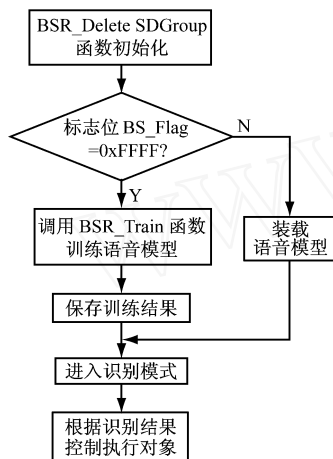 BSR_Delete SDGroup
函数初始化
标志位 BS_Flag
=0xFFFF?
N
Y
调用 BSR_Train 函数
训练语音模型
装载
语音模型
保存训练结果
进入识别模式
根据识别结果
控制执行对象